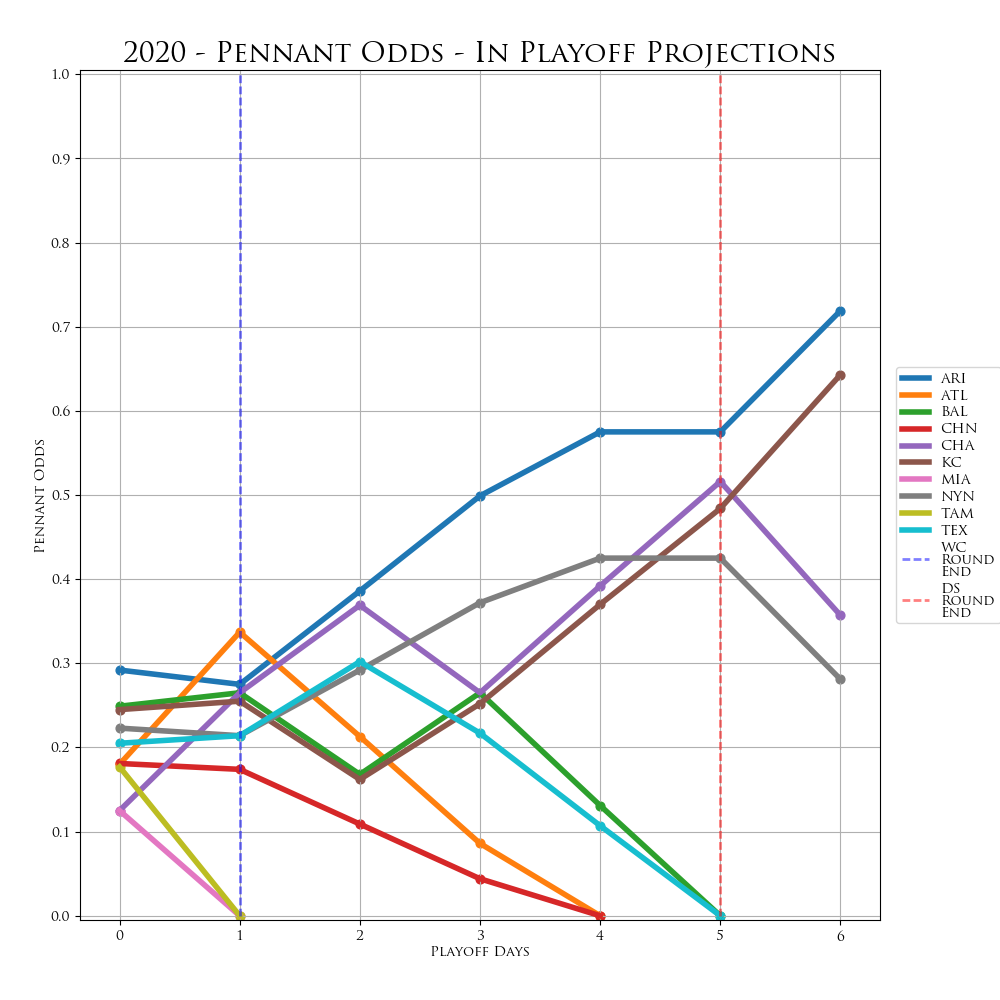 2020 - Pennant Odds - In Playoff Projections
1.0
0.9
0.8
0.7
0.6
0.5
0.4
0.3
0.2
0.1
0.0
Pennant Odds
0 1 2 3 4 5 6
Playoff Days
ARI
ATL
BAL
CHN
CHA
KC
MIA
NYN
TAM
TEX
WC
Round
End
DS
Round
End